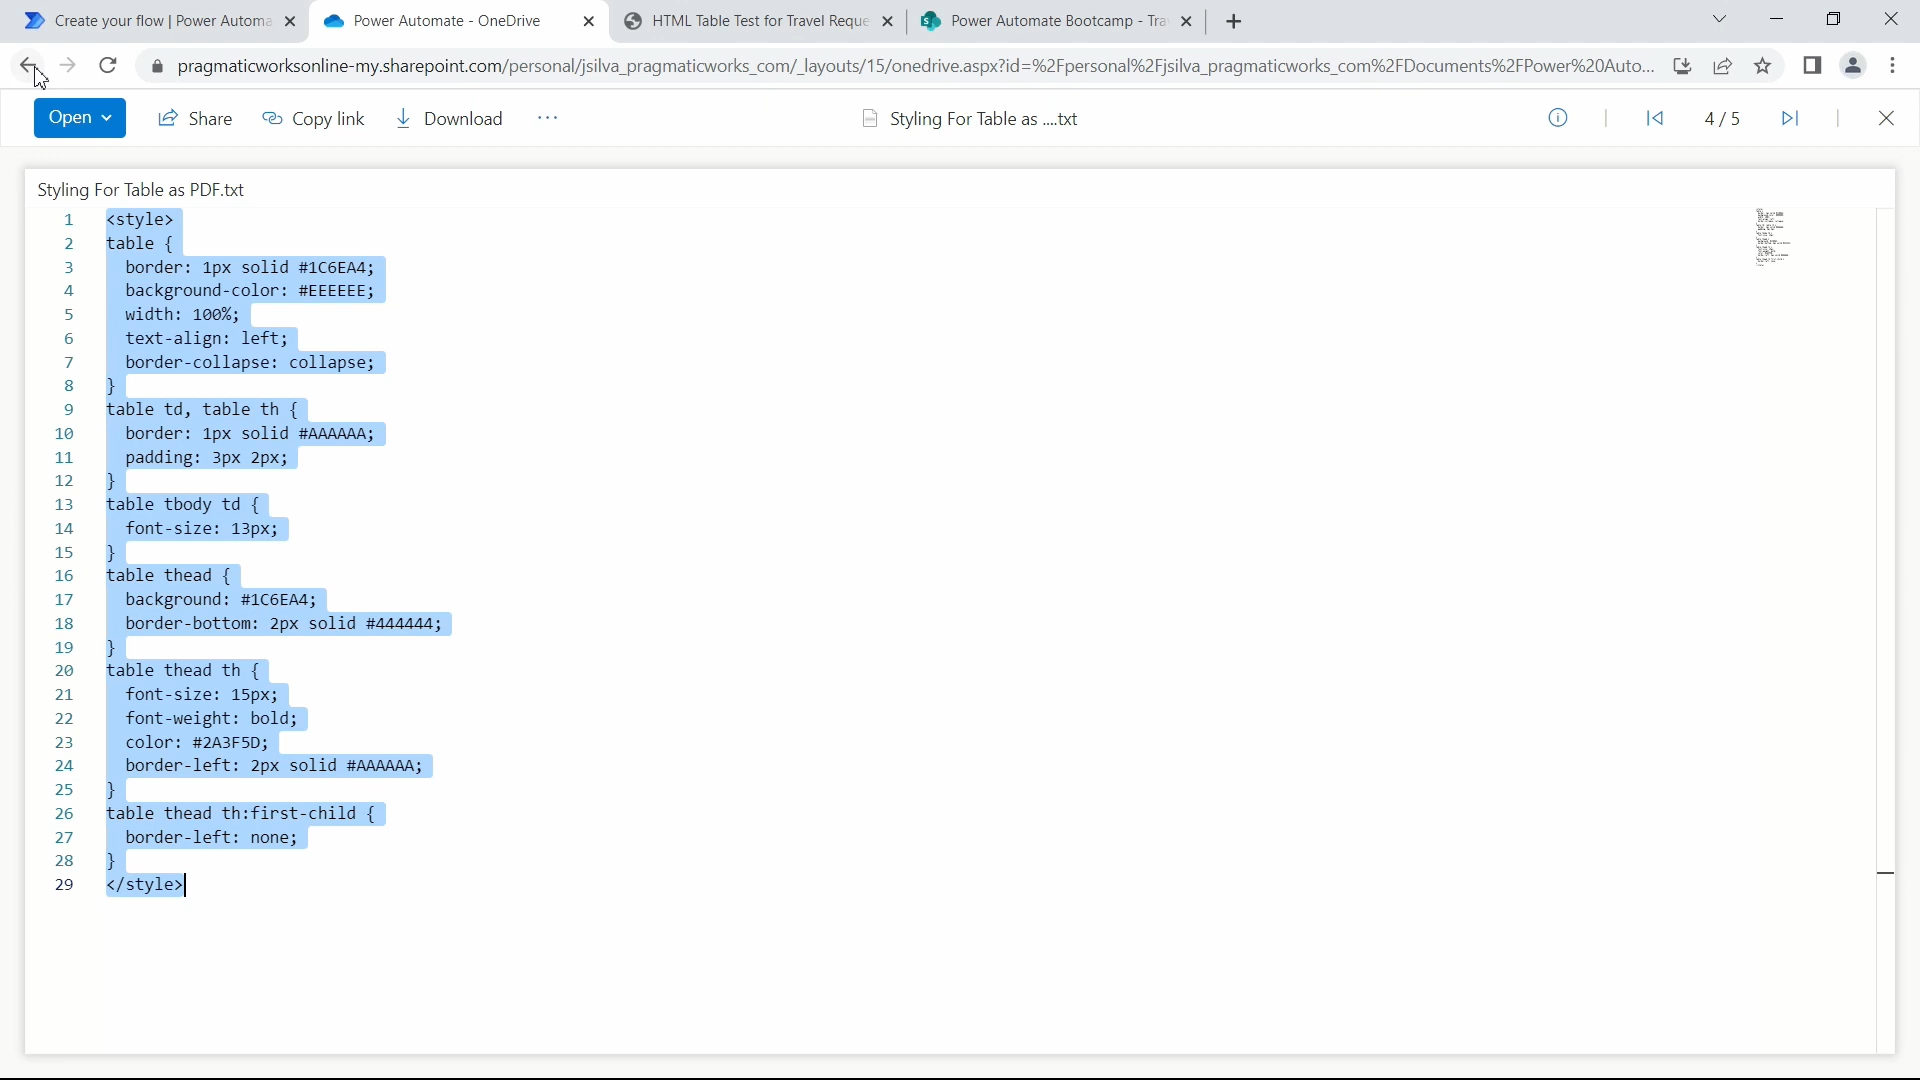 Create your flow | Power Automa
Power Automate - OneDrive
HTML Table Test for Travel Reque
Power Automate Bootcamp - Tra
pragmaticworksonline-my.sharepoint.com/personal/jsilva_pragmaticworks_com/_layouts/15/onedrive.aspx?id=%2Fpersonal%2Fjsilva_pragmaticworks_com%2FDocuments%2FPower%20Auto...
Open
Share
Copy link
Download
Styling For Table as ....txt
4 / 5
Styling For Table as PDF.txt
1 <style>
2 table {
3 border: 1px solid #1C6EA4;
4 background-color: #EEEEEE;
5 width: 100%;
6 text-align: left;
7 border-collapse: collapse;
8 }
9 table td, table th {
10 border: 1px solid #AAAAAA;
11 padding: 3px 2px;
12 }
13 table tbody td {
14 font-size: 13px;
15 }
16 table thead {
17 background: #1C6EA4;
18 border-bottom: 2px solid #444444;
19 }
20 table thead th {
21 font-size: 15px;
22 font-weight: bold;
23 color: #2A3F5D;
24 border-left: 2px solid #AAAAAA;
25 }
26 table thead th:first-child {
27 border-left: none;
28 }
29 </style>